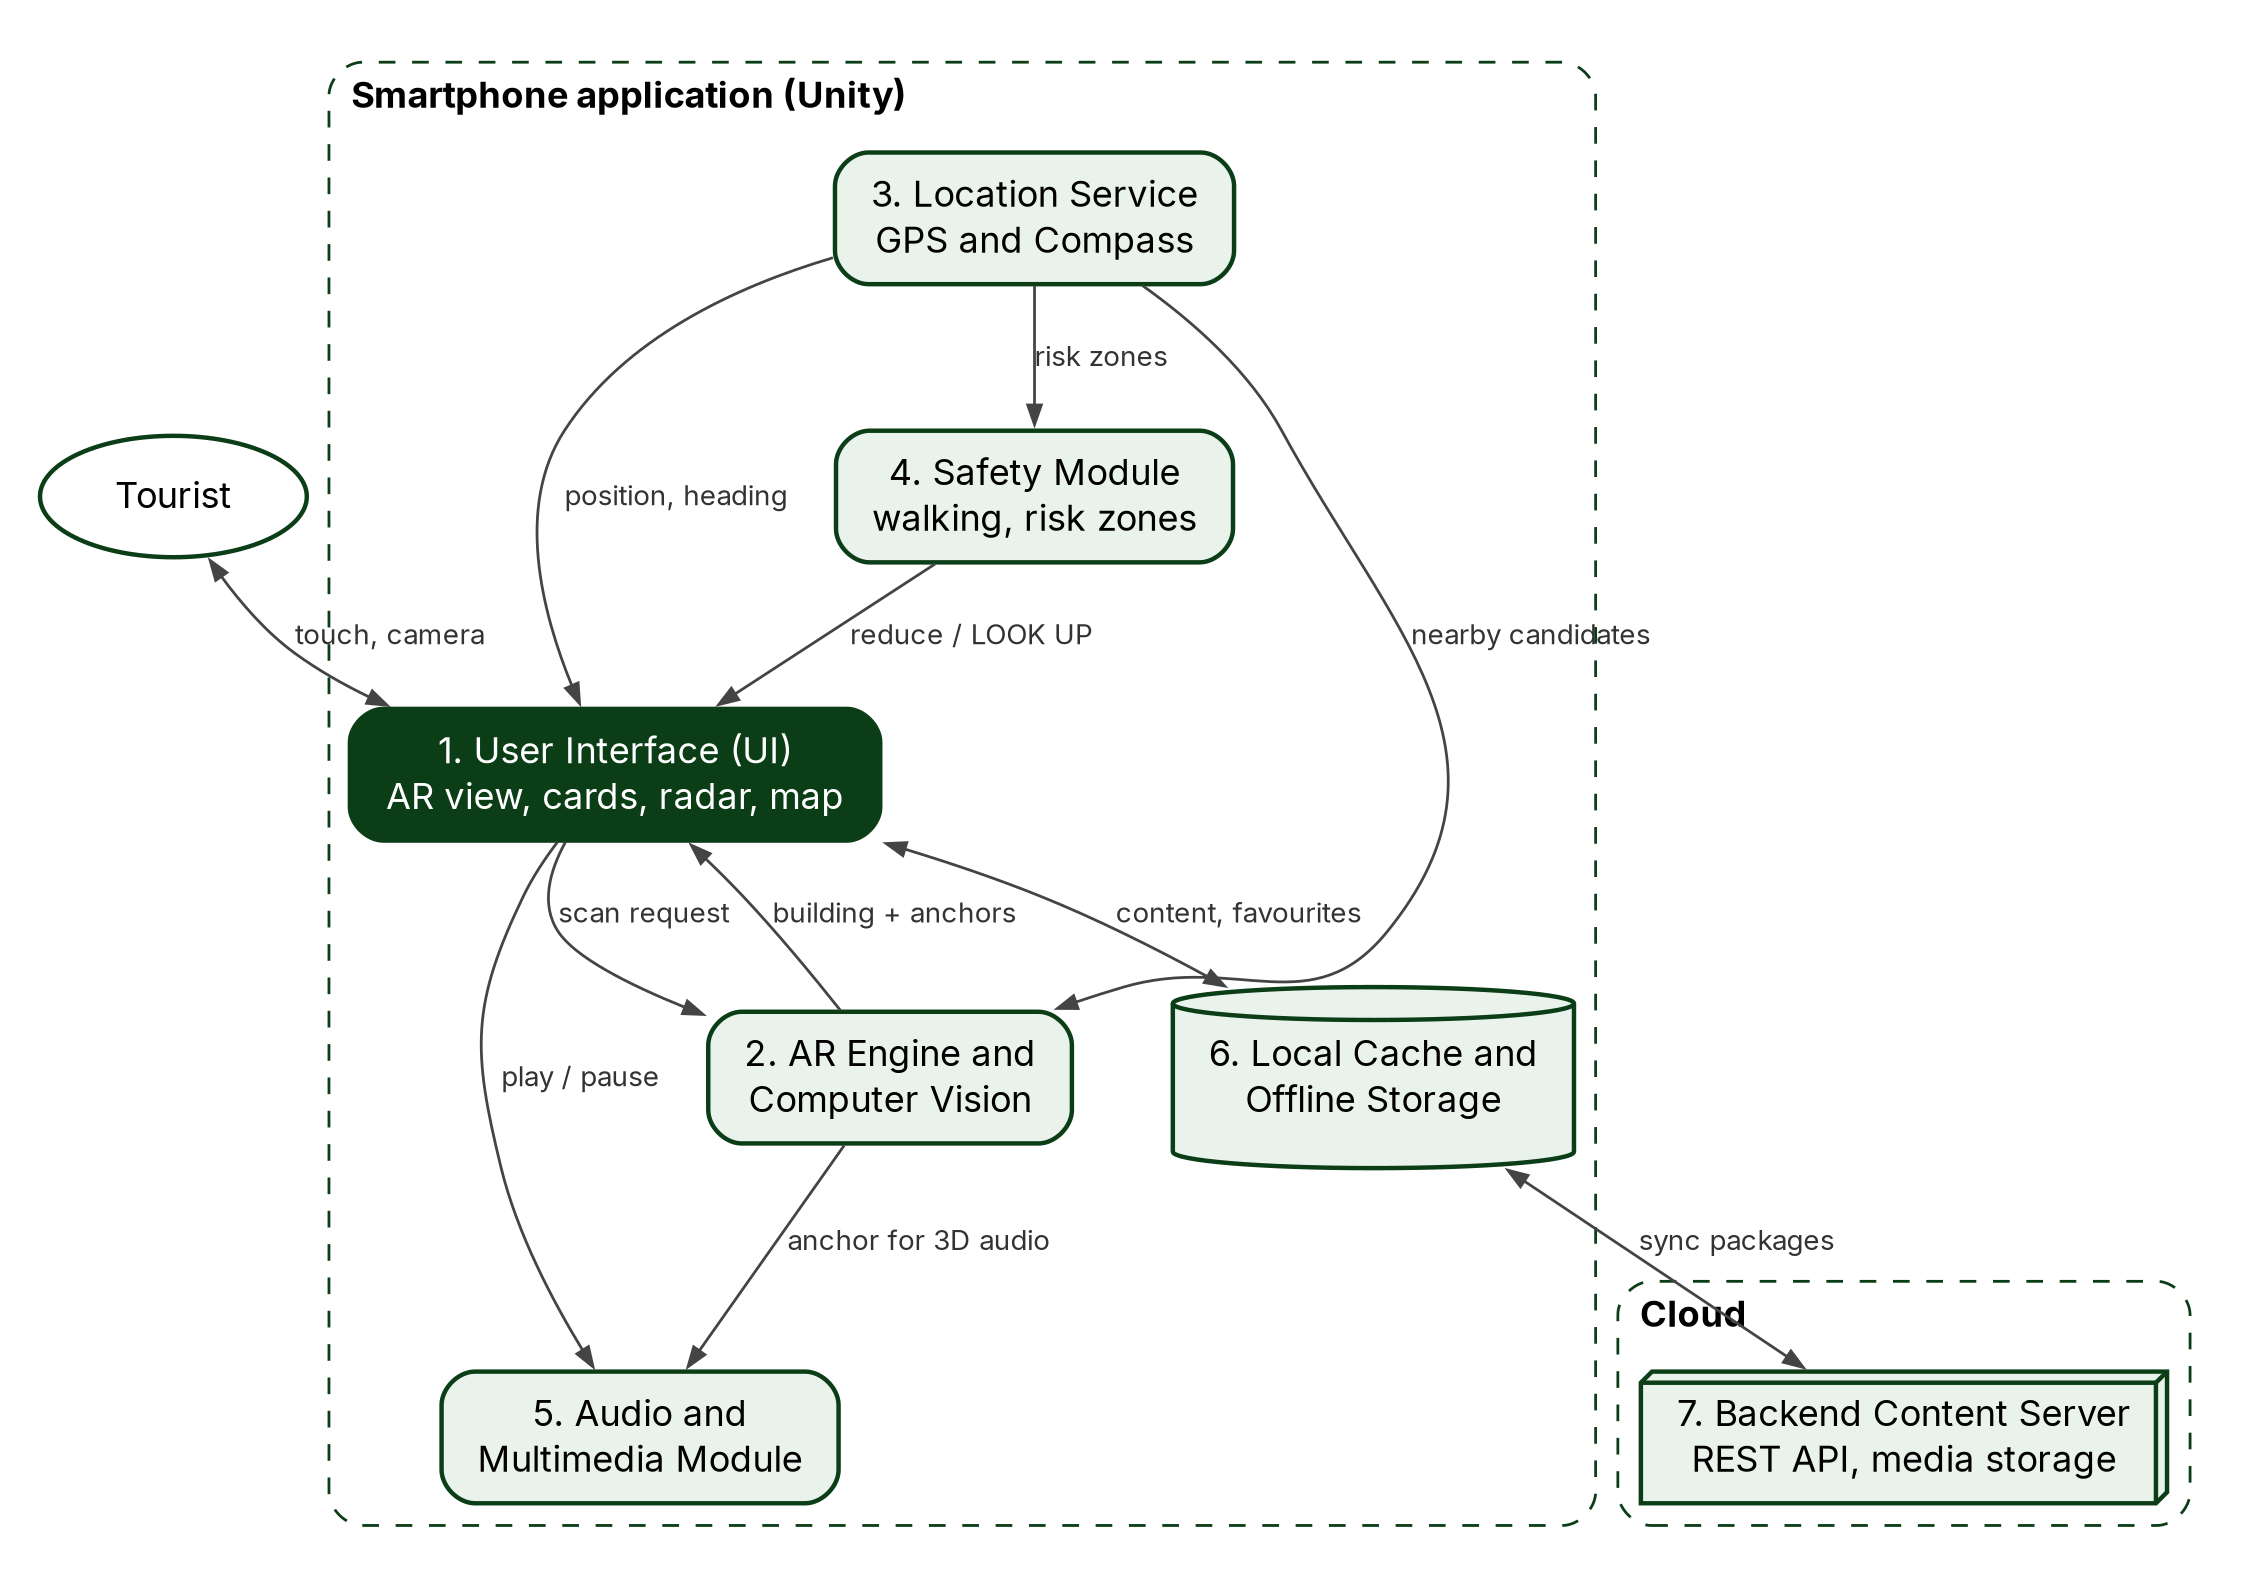 Smartphone application (Unity)
3. Location Service
GPS and Compass
risk zones
4. Safety Module
walking, risk zones
Tourist
position, heading
touch, camera
reduce / LOOK UP
nearby candidates
1. User Interface (UI)
AR view, cards, radar, map
scan request
building + anchors
content, favourites
2. AR Engine and
Computer Vision
6. Local Cache and
Offline Storage
play / pause
anchor for 3D audio
sync packages
Cloud
5. Audio and
Multimedia Module
7. Backend Content Server
REST API, media storage